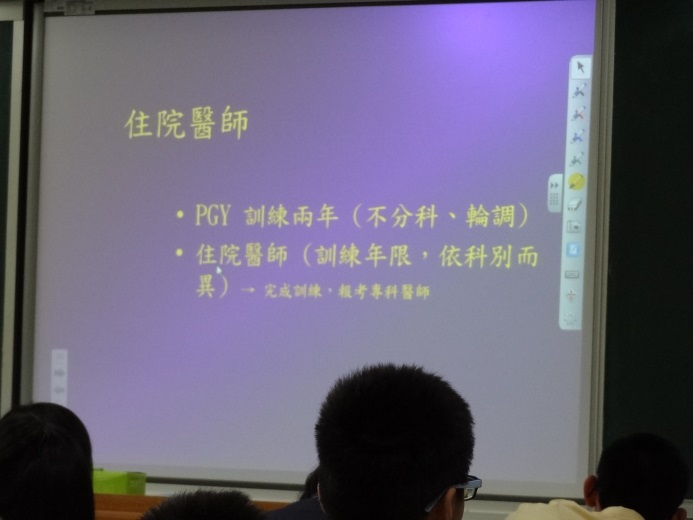 住院醫師
• PGY 訓練兩年（不分科、輪調）
• 住院醫師（訓練年限，依科別而
異）→ 完成訓練，報考專科醫師